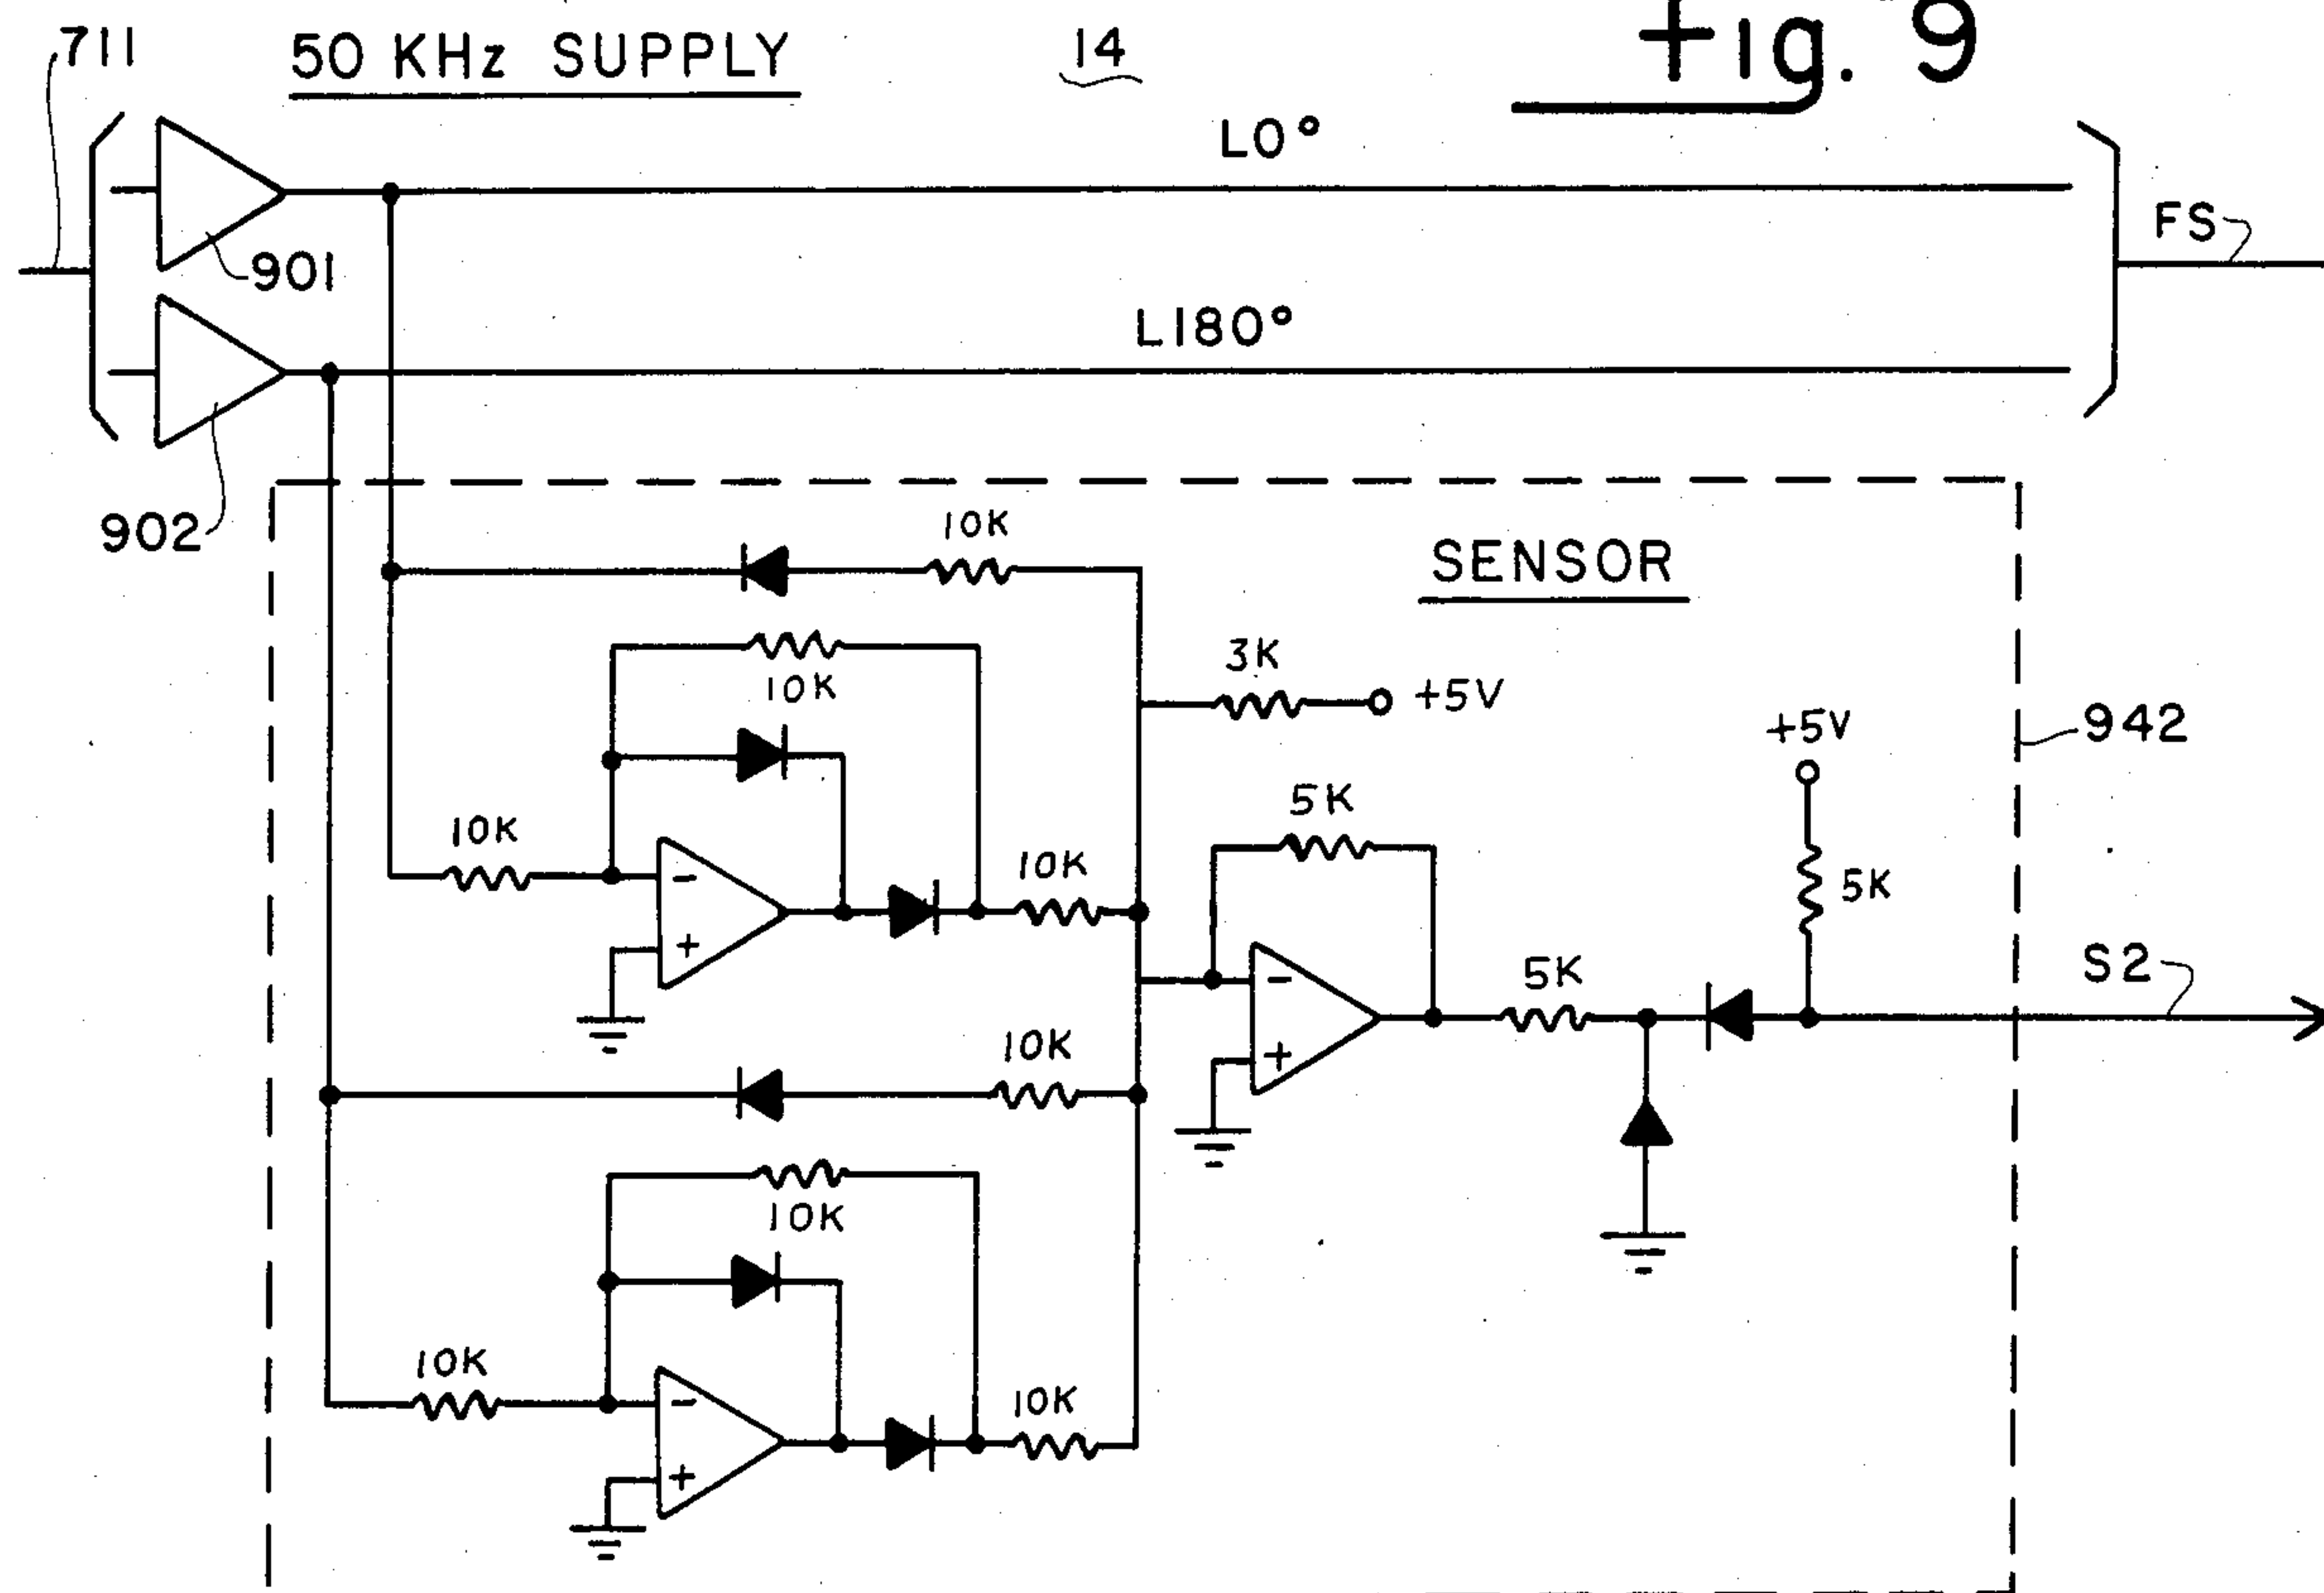 711
50 KHz SUPPLY
14
Fig. 9
L0°
FS
901
L180°
902
10K
SENSOR
10K
3K
+5V
+5V
942
10K
5K
10K
5K
-
+
-
5K
S2
10K
+
10K
10K
10K
-
+